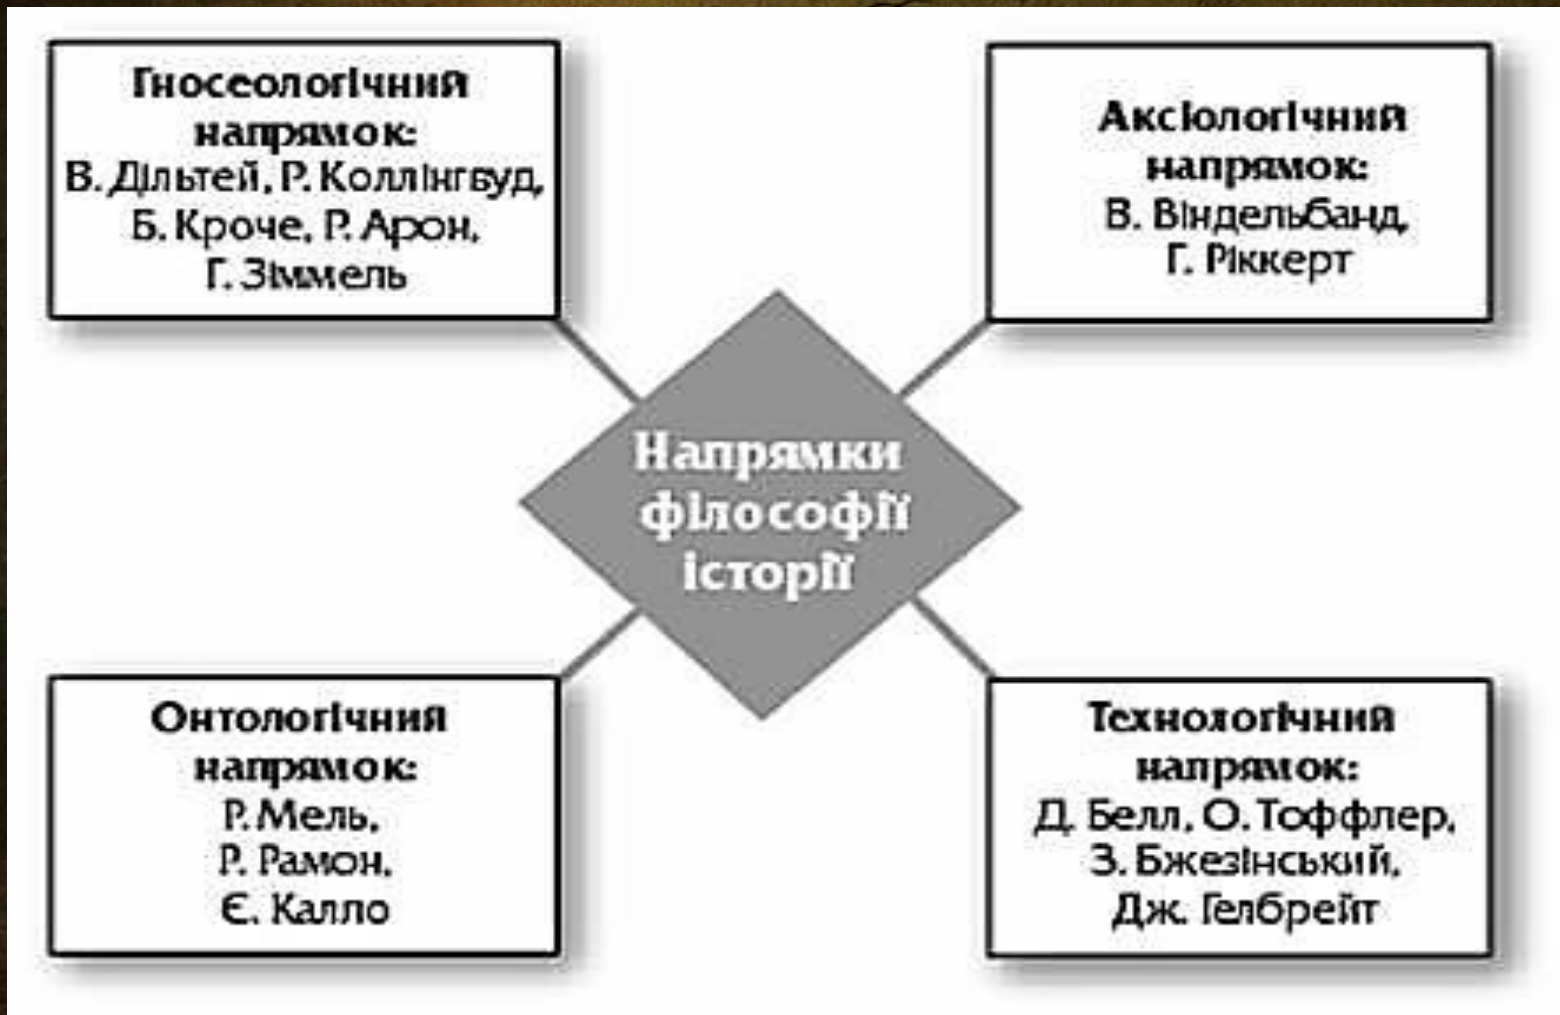 Гносеологічний
напрямок:
В. Дільтей, Р. Коллінгвуд,
Б. Кроче, Р. Арон,
Г. Зіммель
Аксіологічний
напрямок:
В. Віндельбанд,
Г. Ріккерт
Напрямки
філософії
історії
Онтологічний
напрямок:
Р. Мель,
Р. Рамон,
Є. Калло
Технологічний
напрямок:
Д. Белл, О. Тоффлер,
З. Бжезінський,
Дж. Гелбрейт